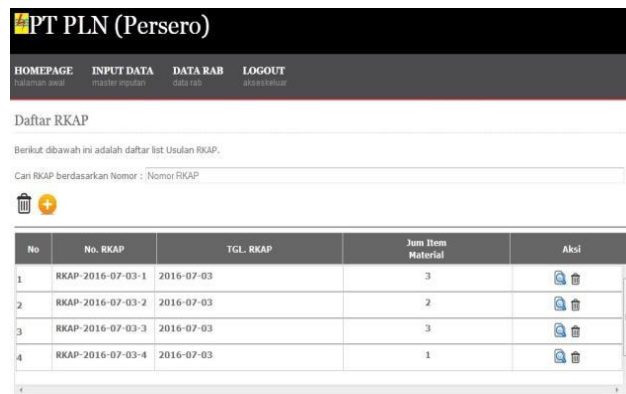 PT PLN (Persero)
HOMEPAGE INPUT DATA DATA RAB LOGOUT
halaman awal master inputan data rab akseskeluar
Daftar RKAP
Berikut dibawah ini adalah daftar list Usulan RKAP.
Cari RKAP berdasarkan Nomor : Nomor RKAP
No No. RKAP TGL. RKAP Jum Item Material Aksi
1 RKAP-2016-07-03-1 2016-07-03 3
2 RKAP-2016-07-03-2 2016-07-03 2
3 RKAP-2016-07-03-3 2016-07-03 3
4 RKAP-2016-07-03-4 2016-07-03 1